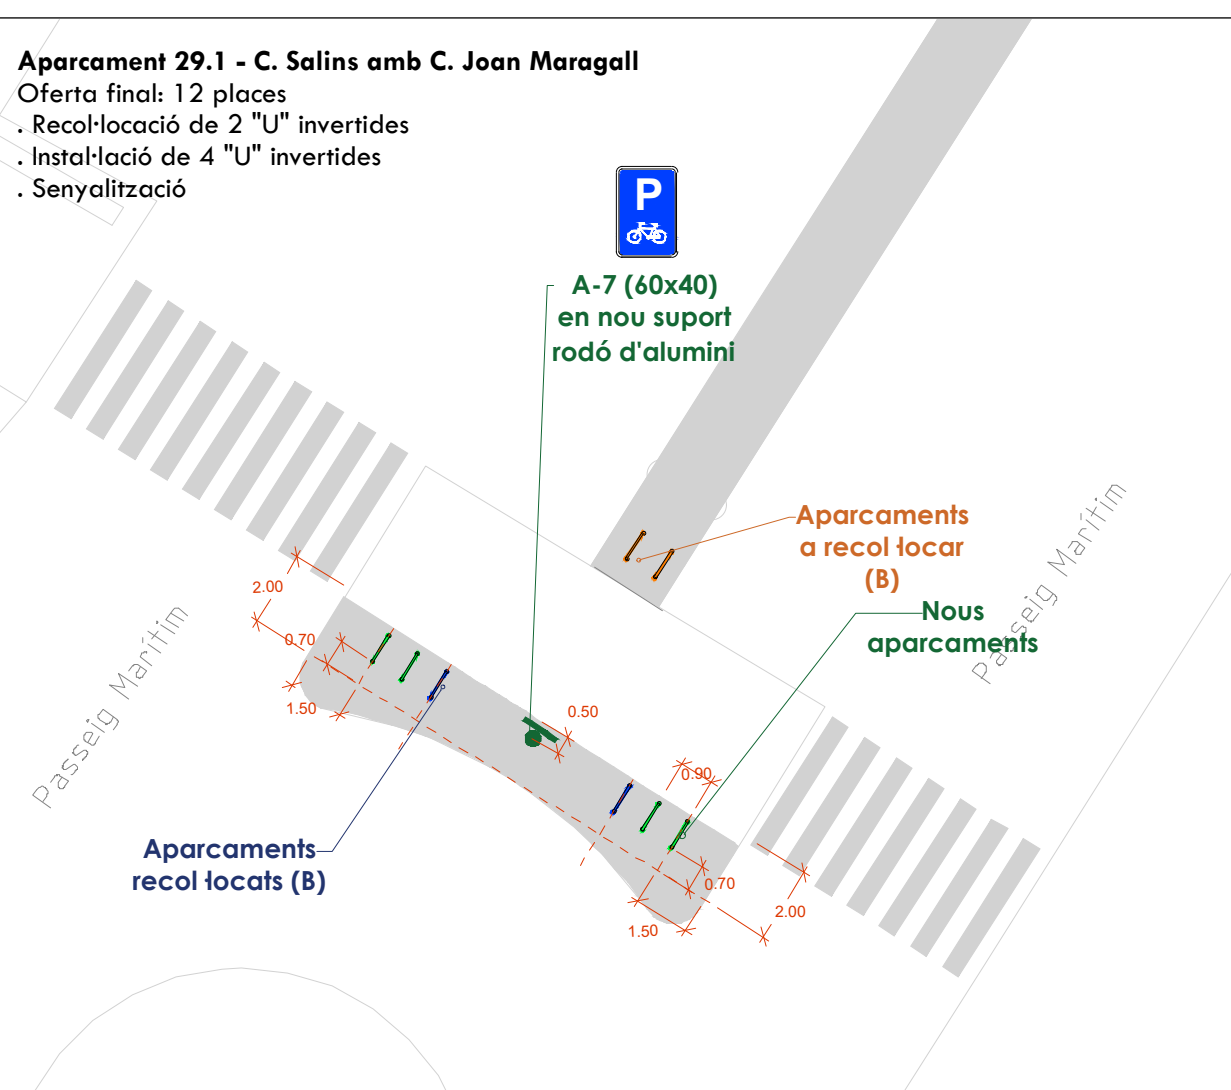 Aparcament 29.1 - C. Salins amb C. Joan Maragall
Oferta final: 12 places
. Recol·locació de 2 "U" invertides
. Instal·lació de 4 "U" invertides
. Senyalització
P
A-7 (60x40)
en nou suport
rodó d'alumini
Aparcaments
a recol·locar
(B)
Nous
aparcaments
Passeig Marítim
2.00
0.70
1.50
0.50
0.90
0.70
2.00
1.50
Passeig Marítim
Aparcaments
recol·locats (B)